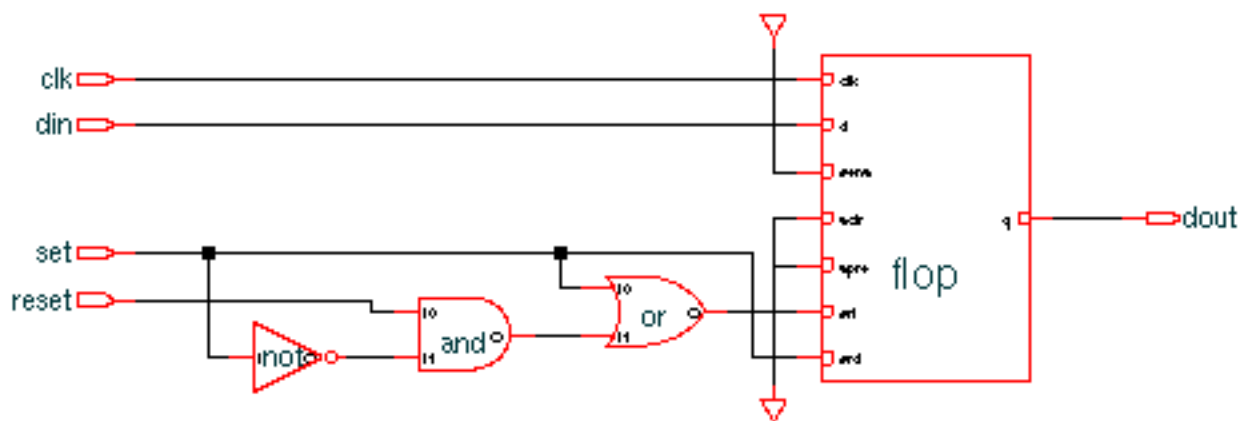 clk
clk
din
d
set
flop
q
dout
reset
I0
I0
or
not
I1
and
I1